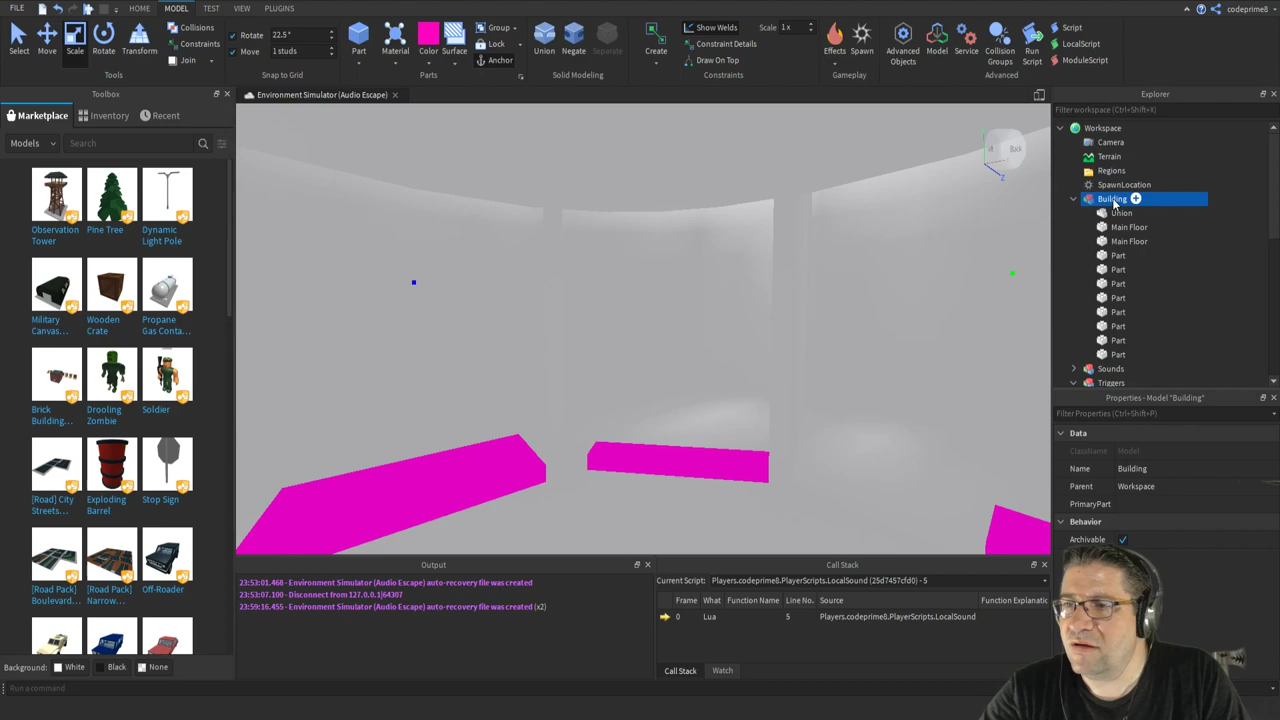 FILE HOME MODEL TEST VIEW PLUGINS codeprime8
Select Move Scale Rotate Transform
Collisions
Constraints
Join
Tools
Rotate 22.5°
Move 1 studs
Snap to Grid
Part Material Color Surface
Group
Lock
Anchor
Parts
Union Negate Separate
Solid Modeling
Create
Show Welds Scale 1 x
Constraint Details
Draw On Top
Constraints
Effects Spawn
Gameplay
Advanced Objects Model Service Collision Groups Run Script
Script
LocalScript
ModuleScript
Advanced
Toolbox
Marketplace Inventory Recent
Models Search
Observation Tower
Pine Tree
Dynamic Light Pole
Military Canvas...
Wooden Crate
Propane Gas Conta...
Brick Building...
Drooling Zombie
Soldier
[Road] City Streets...
Exploding Barrel
Stop Sign
[Road Pack] Boulevard...
[Road Pack] Narrow...
Off-Roader
Background: White Black None
Run a command
Environment Simulator (Audio Escape)
Back
Z
Output
23:53:01.468 - Environment Simulator (Audio Escape) auto-recovery file was created
23:53:07.100 - Disconnect from 127.0.0.1|64307
23:59:16.455 - Environment Simulator (Audio Escape) auto-recovery file was created (x2)
Call Stack
Current Script: Players.codeprime8.PlayerScripts.LocalSound (25d7457cfd0) - 5
Frame What Function Name Line No. Source Function Explanatic
0 Lua 5 Players.codeprime8.PlayerScripts.LocalSound
Call Stack Watch
Explorer
Filter workspace (Ctrl+Shift+X)
Workspace
Camera
Terrain
Regions
SpawnLocation
Building
Union
Main Floor
Main Floor
Part
Part
Part
Part
Part
Part
Part
Part
Sounds
Triggers
Properties - Model "Building"
Filter Properties (Ctrl+Shift+P)
Data
ClassName Model
Name Building
Parent Workspace
PrimaryPart
Behavior
Archivable